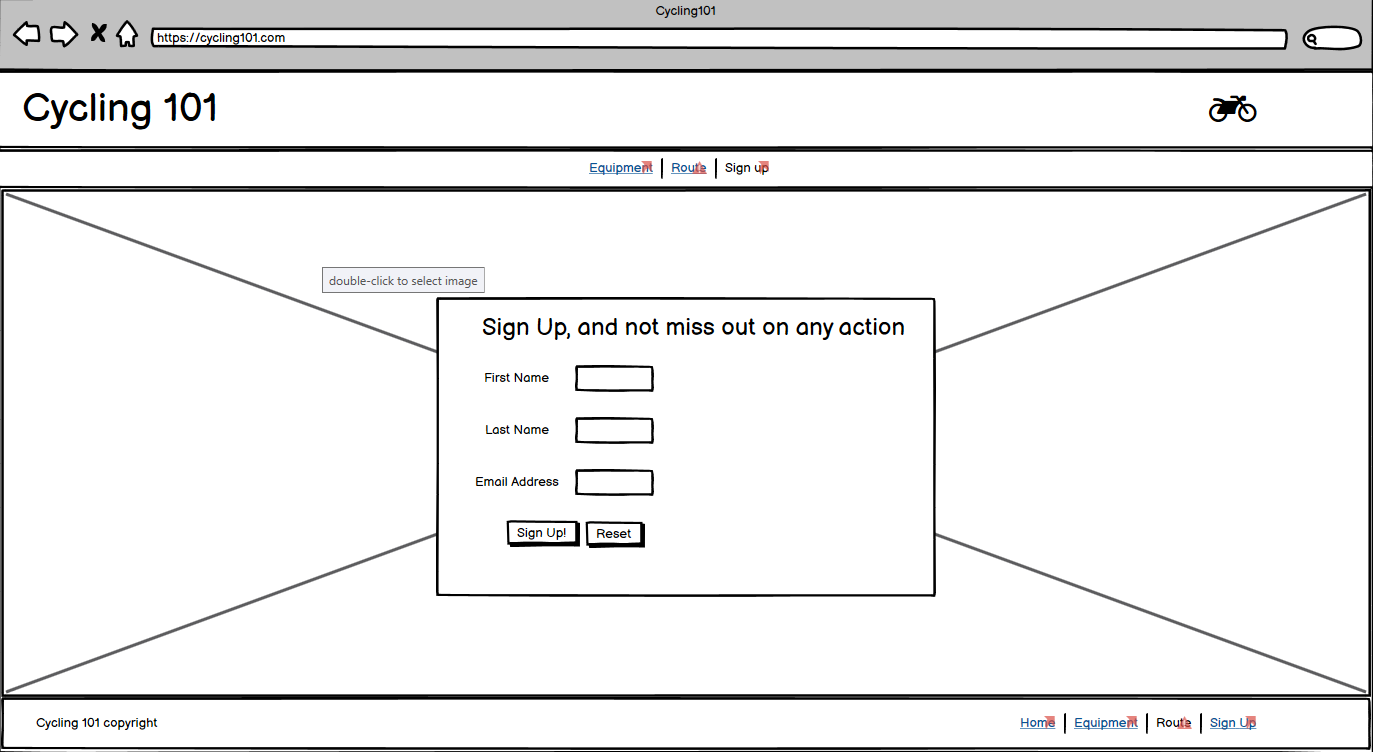 Cycling101
https://cycling101.com
Cycling 101
Equipment Route Sign up
double-click to select image
Sign Up, and not miss out on any action
First Name
Last Name
Email Address
Sign Up! Reset
Cycling 101 copyright
Home Equipment Route Sign Up